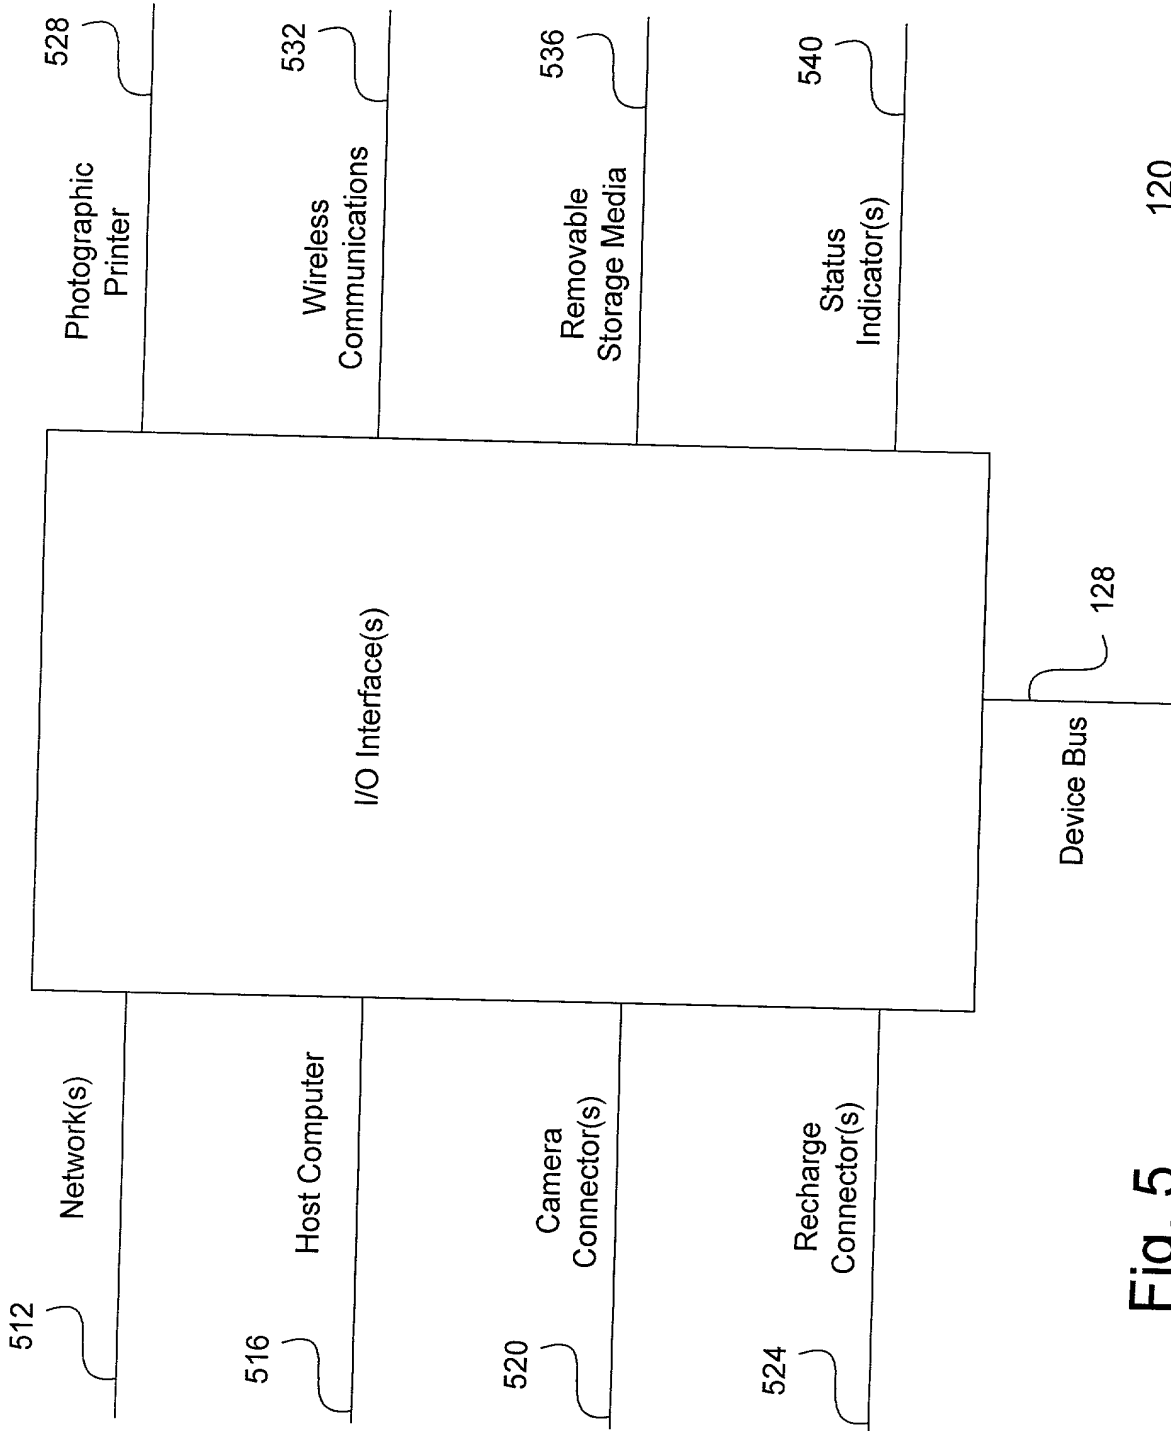 512
Network(s)
516
Host Computer
520
Camera
Connector(s)
524
Recharge
Connector(s)
I/O Interface(s)
528
Photographic
Printer
532
Wireless
Communications
536
Removable
Storage Media
540
Status
Indicator(s)
Device Bus
128
120
Fig. 5